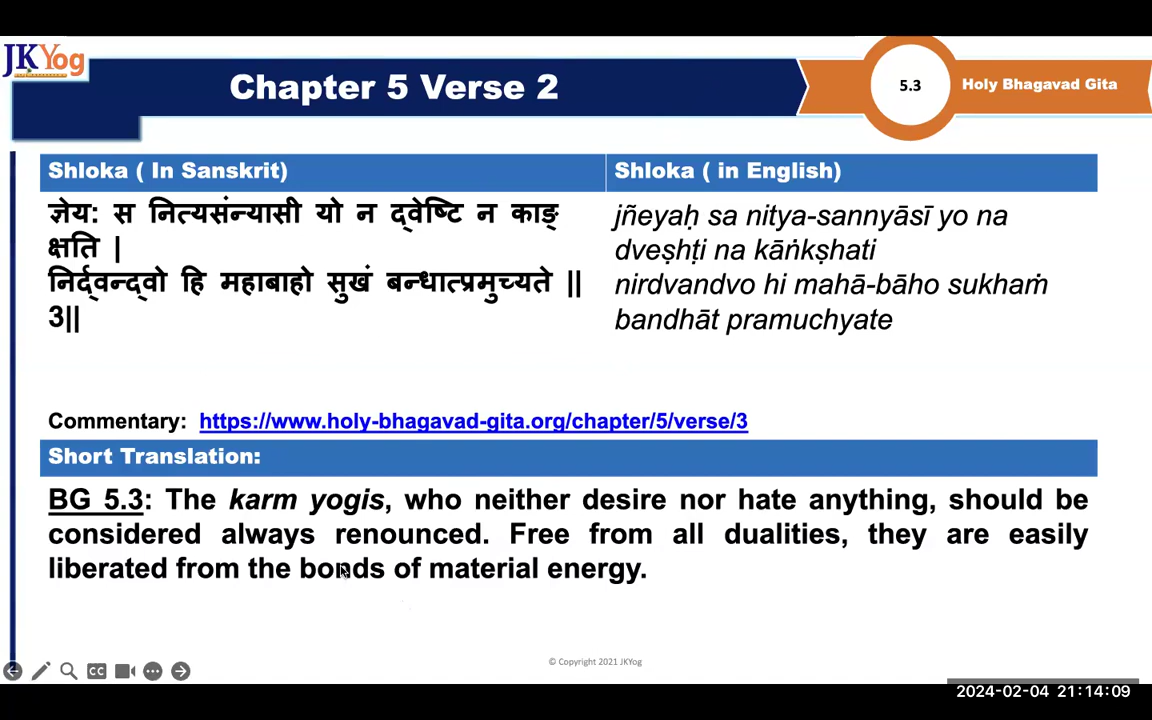 JKYog
Chapter 5 Verse 2
5.3
Holy Bhagavad Gita
Shloka ( In Sanskrit)
Shloka ( in English)
ज्ञेय: स नित्यसंन्यासी यो न द्वेष्टि न काङ्
क्षति |
निर्द्वन्द्वो हि महाबाहो सुखं बन्धात्प्रमुच्यते ||
3||
jñeyaḥ sa nitya-sannyāsī yo na
dveṣhṭi na kāṅkṣhati
nirdvandvo hi mahā-bāho sukhaṁ
bandhāt pramuchyate
Commentary: https://www.holy-bhagavad-gita.org/chapter/5/verse/3
Short Translation:
BG 5.3: The karm yogis, who neither desire nor hate anything, should be
considered always renounced. Free from all dualities, they are easily
liberated from the bonds of material energy.
© Copyright 2021 JKYog
CC
2024-02-04 21:14:09